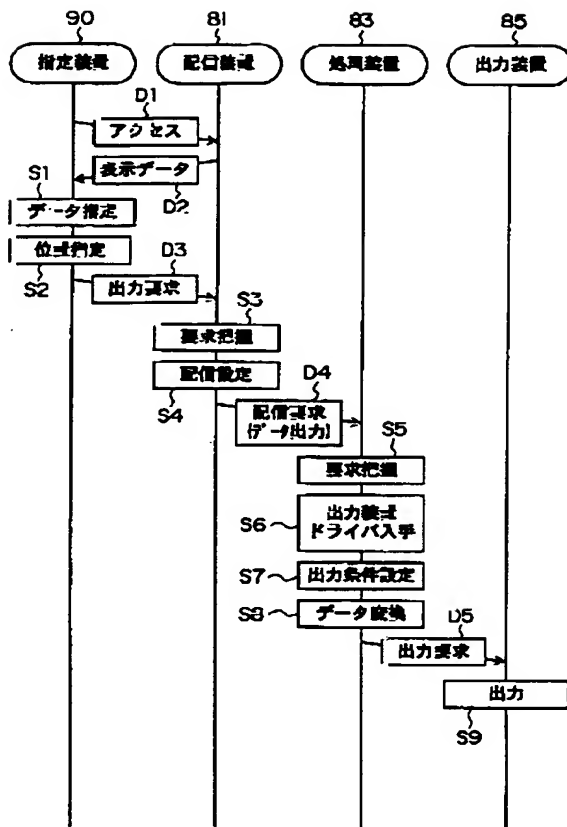 90 81 83 85
指定装置 配信装置 処理装置 出力装置
D1
アクセス
表示データ
D2
S1
データ指定
位置指定
S2
D3
出力要求
S3
要求把握
配信設定
S4
D4
配信要求
(データ出力)
S5
要求把握
S6
出力装置
ドライバ入手
S7
出力条件設定
S8
データ変換
D5
出力要求
出力
S9